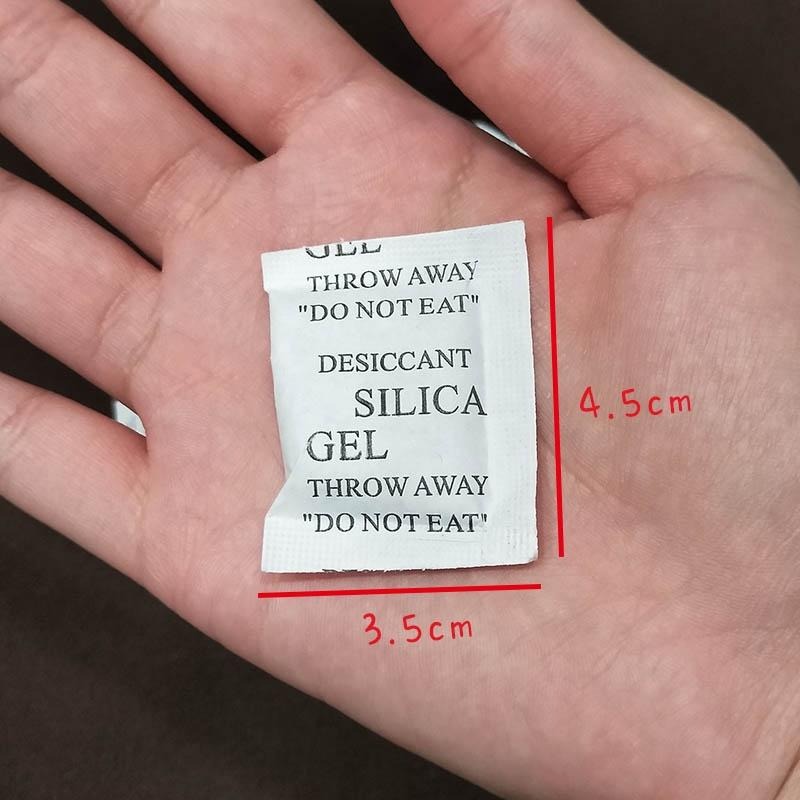 GEL
THROW AWAY
"DO NOT EAT"
DESICCANT
SILICA
GEL
THROW AWAY
"DO NOT EAT"
4.5cm
3.5cm